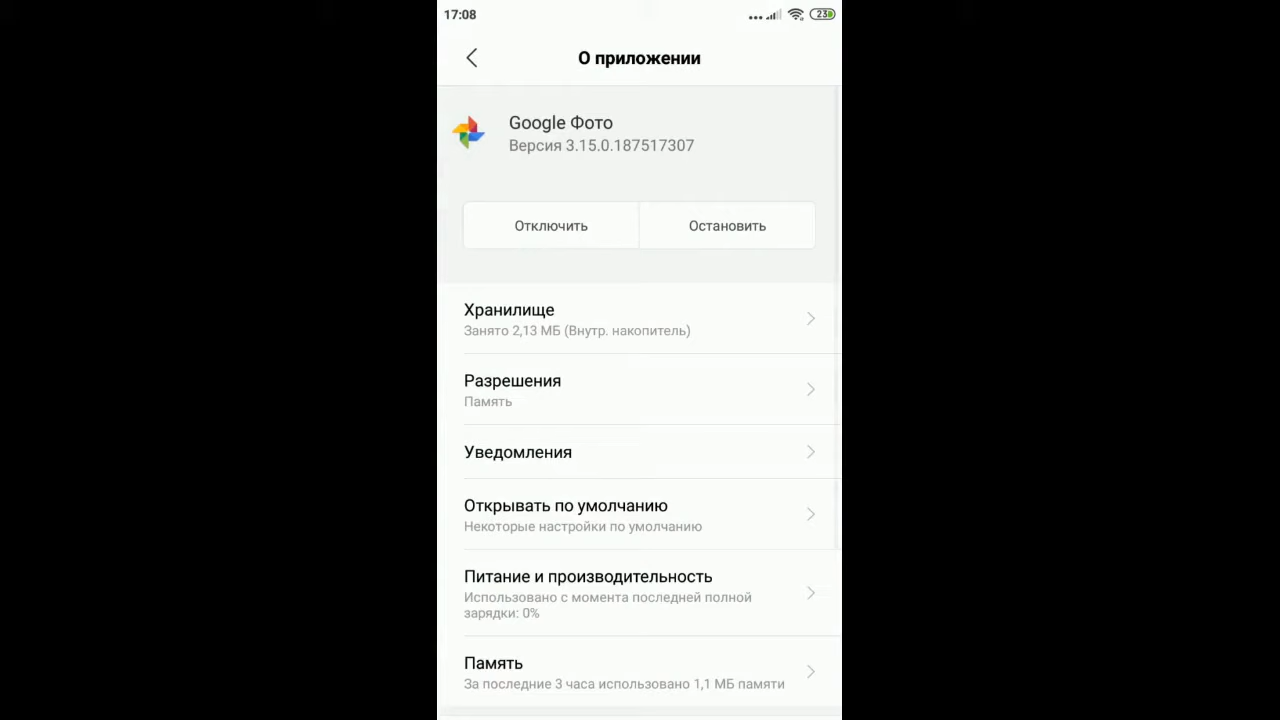 17:08
23
О приложении
Google Фото
Версия 3.15.0.187517307
Отключить
Остановить
Хранилище
Занято 2,13 МБ (Внутр. накопитель)
Разрешения
Память
Уведомления
Открывать по умолчанию
Некоторые настройки по умолчанию
Питание и производительность
Использовано с момента последней полной
зарядки: 0%
Память
За последние 3 часа использовано 1,1 МБ памяти